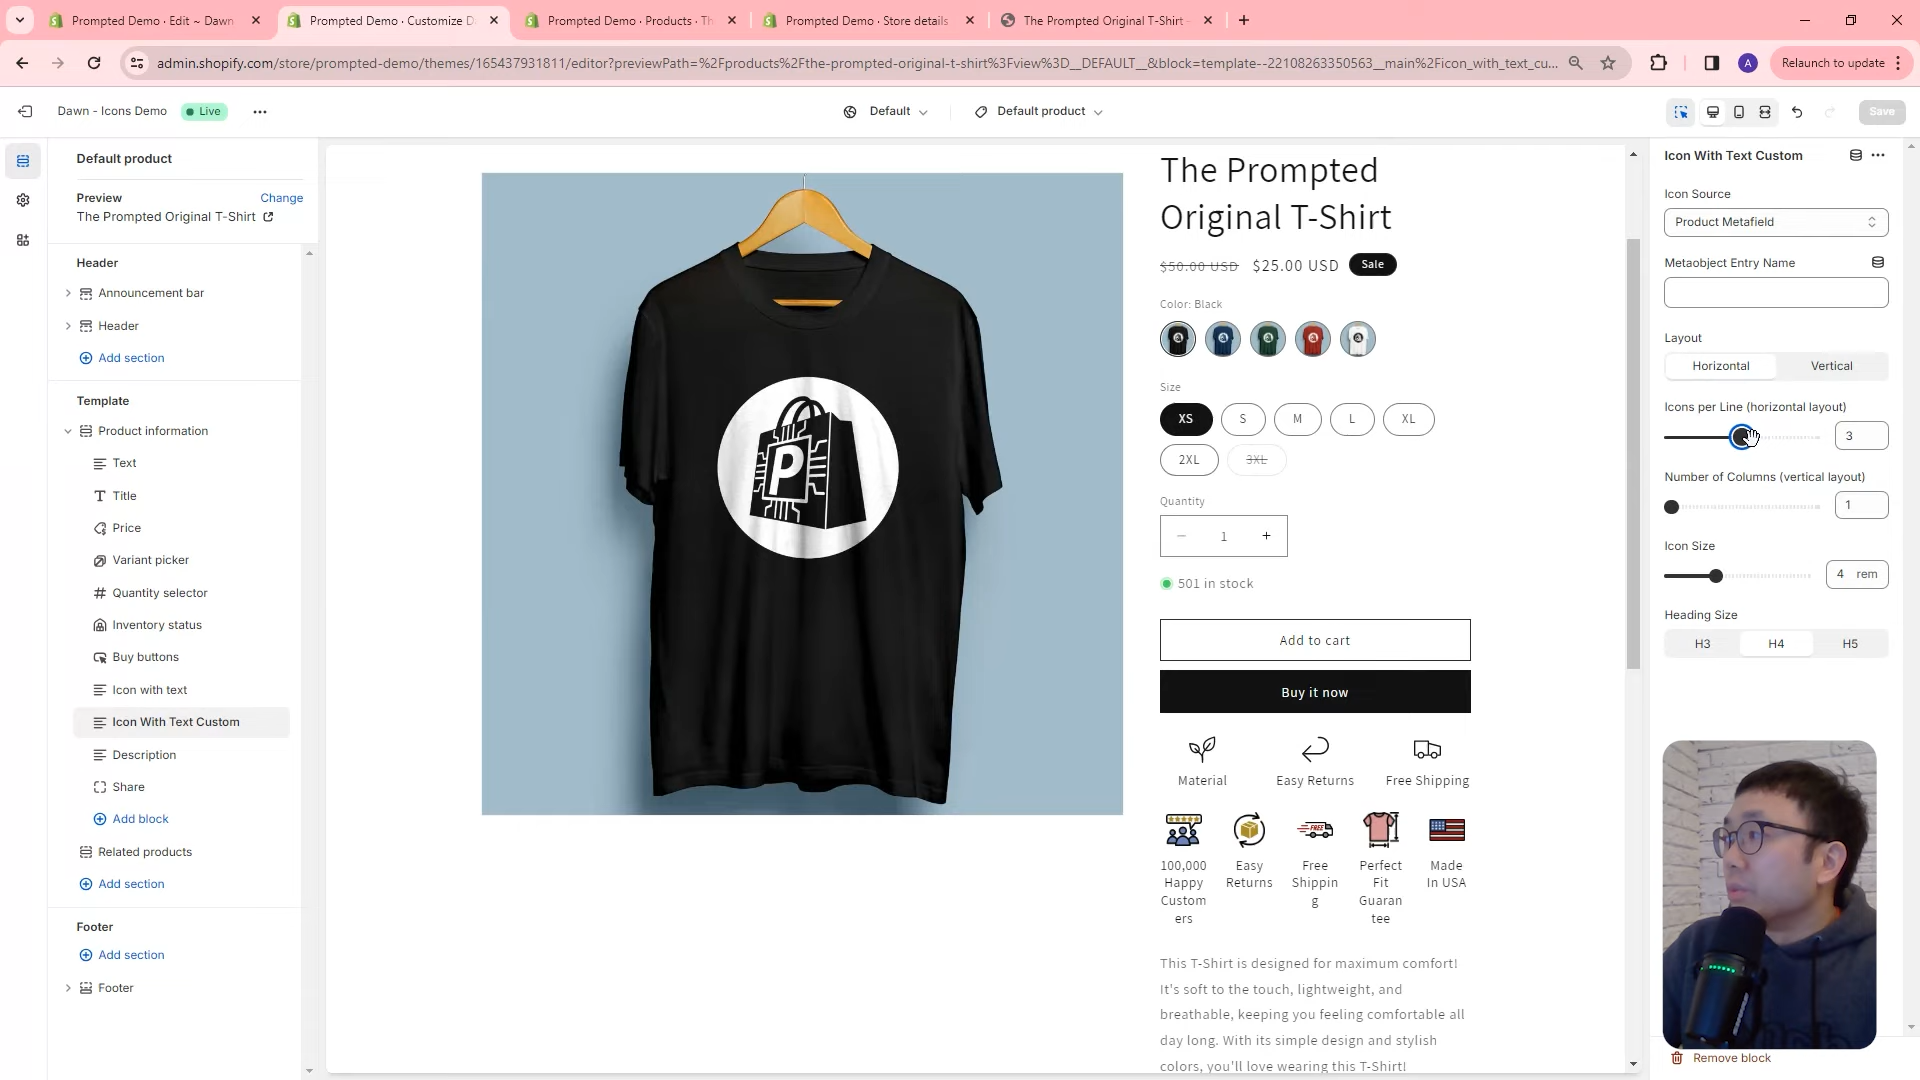 Prompted Demo · Edit ~ Dawn
Prompted Demo · Customize D
Prompted Demo · Products · Th
Prompted Demo · Store details
The Prompted Original T-Shirt
admin.shopify.com/store/prompted-demo/themes/165437931811/editor?previewPath=%2Fproducts%2Fthe-prompted-original-t-shirt%3Fview%3D__DEFAULT__&block=template--22108263350563__main%2Ficon_with_text_cu...
A
Relaunch to update
Dawn - Icons Demo
Live
Default
Default product
Save
Default product
Preview
Change
The Prompted Original T-Shirt
Header
Announcement bar
Header
Add section
Template
Product information
Text
Title
Price
Variant picker
Quantity selector
Inventory status
Buy buttons
Icon with text
Icon With Text Custom
Description
Share
Add block
Related products
Add section
Footer
Add section
Footer
P
The Prompted
Original T-Shirt
$50.00 USD $25.00 USD Sale
Color: Black
Size
XS S M L XL
2XL 3XL
Quantity
− 1 +
501 in stock
Add to cart
Buy it now
Material Easy Returns Free Shipping
FREE
100,000
Happy
Custom
ers
Easy
Returns
Free
Shippin
g
Perfect
Fit
Guaran
tee
Made
In USA
This T-Shirt is designed for maximum comfort!
It's soft to the touch, lightweight, and
breathable, keeping you feeling comfortable all
day long. With its simple design and stylish
colors, you'll love wearing this T-Shirt!
Icon With Text Custom
Icon Source
Product Metafield
Metaobject Entry Name
Layout
Horizontal Vertical
Icons per Line (horizontal layout)
3
Number of Columns (vertical layout)
1
Icon Size
4 rem
Heading Size
H3 H4 H5
Remove block